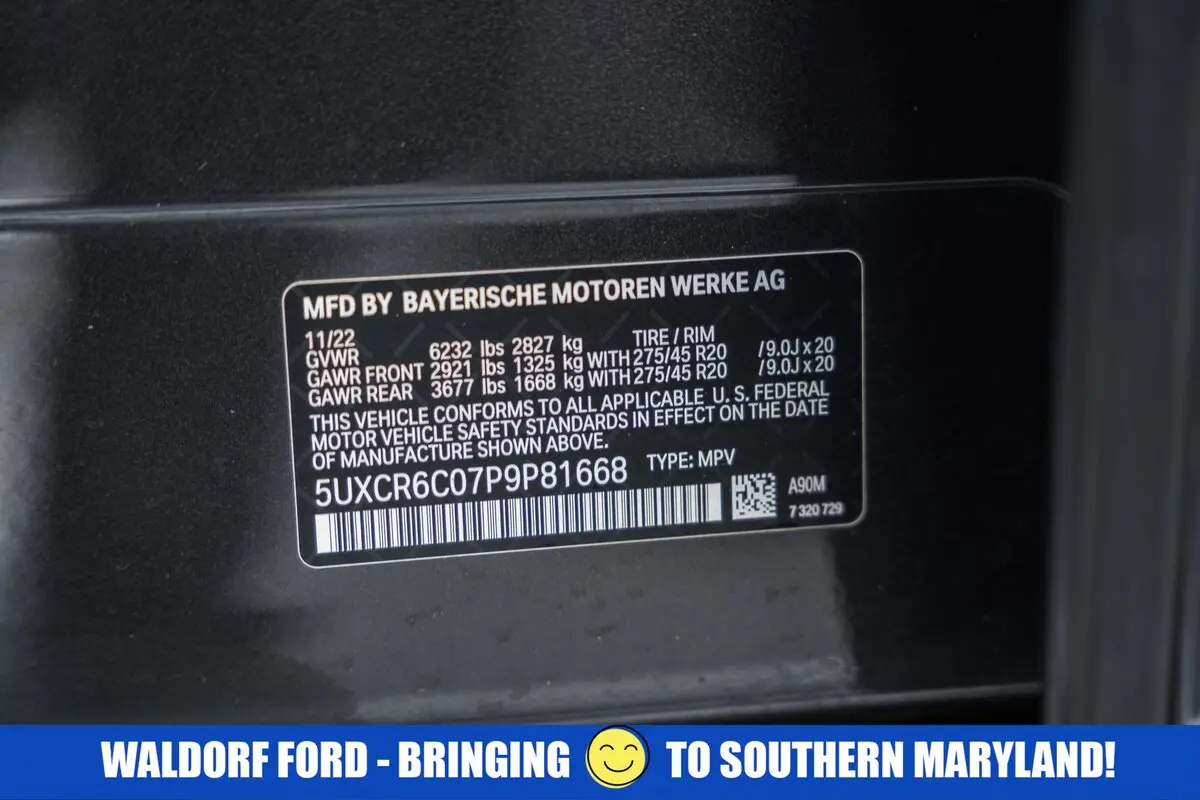 MFD BY BAYERISCHE MOTOREN WERKE AG
11/22 TIRE / RIM
GVWR 6232 lbs 2827 kg
GAWR FRONT 2921 lbs 1325 kg WITH 275/45 R20 /9.0J x 20
GAWR REAR 3677 lbs 1668 kg WITH 275/45 R20 /9.0J x 20
THIS VEHICLE CONFORMS TO ALL APPLICABLE U. S. FEDERAL
MOTOR VEHICLE SAFETY STANDARDS IN EFFECT ON THE DATE
OF MANUFACTURE SHOWN ABOVE.
5UXCR6C07P9P81668 TYPE: MPV
A90M
7 320 729
WALDORF FORD - BRINGING TO SOUTHERN MARYLAND!